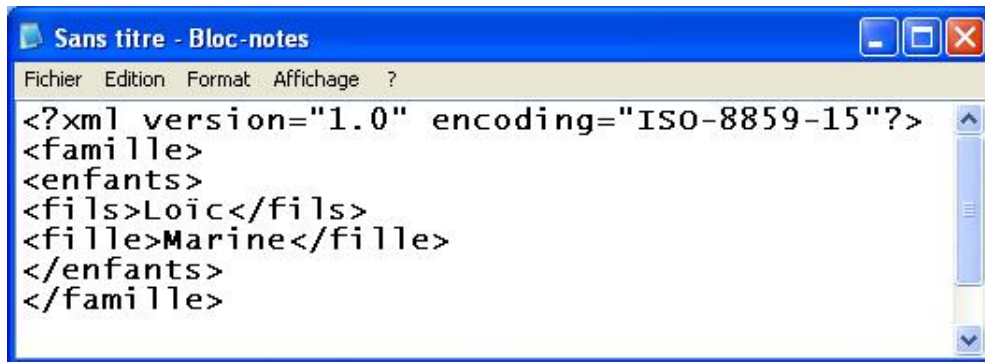 Sans titre - Bloc-notes
Fichier Edition Format Affichage ?
<?xml version="1.0" encoding="ISO-8859-15"?>
<famille>
<enfants>
<fils>Loïc</fils>
<fille>Marine</fille>
</enfants>
</famille>